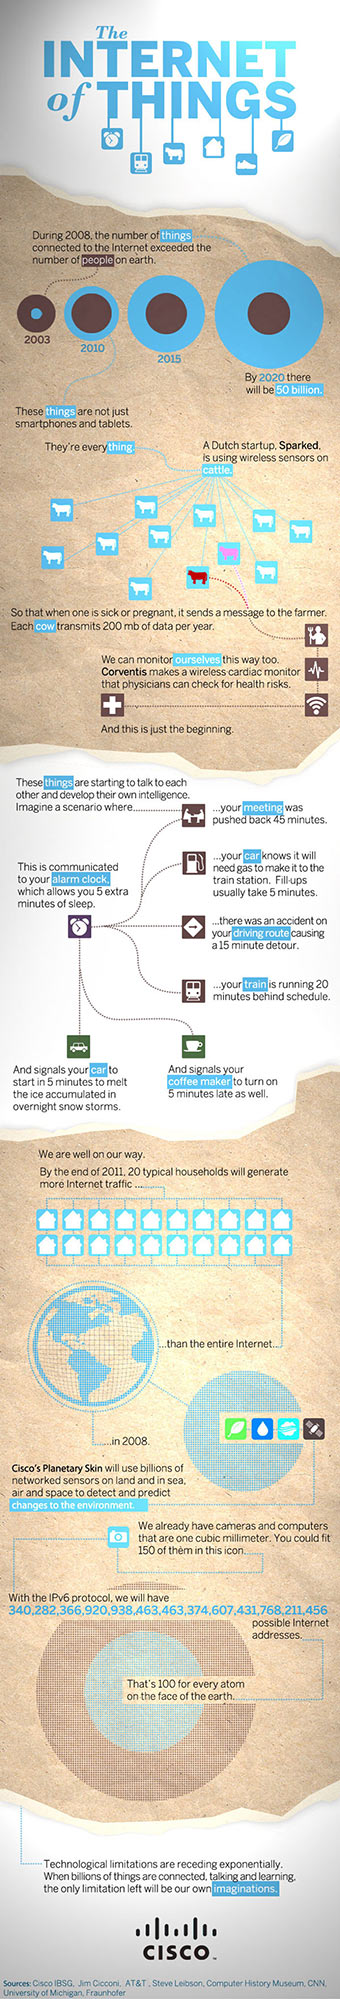 The
INTERNET
of THINGS
During 2008, the number of things
connected to the Internet exceeded the
number of people on earth.
2003
2010
2015
By 2020 there
will be 50 billion.
These things are not just
smartphones and tablets.
They're every thing.
A Dutch startup, Sparked,
is using wireless sensors on
cattle.
So that when one is sick or pregnant, it sends a message to the farmer.
Each cow transmits 200 mb of data per year.
We can monitor ourselves this way too.
Corventis makes a wireless cardiac monitor
that physicians can check for health risks.
And this is just the beginning.
These things are starting to talk to each
other and develop their own intelligence.
Imagine a scenario where...
...your meeting was
pushed back 45 minutes.
This is communicated
to your alarm clock,
which allows you 5 extra
minutes of sleep.
...your car knows it will
need gas to make it to the
train station. Fill-ups
usually take 5 minutes.
...there was an accident on
your driving route causing
a 15 minute detour.
...your train is running 20
minutes behind schedule.
And signals your car to
start in 5 minutes to melt
the ice accumulated in
overnight snow storms.
And signals your
coffee maker to turn on
5 minutes late as well.
We are well on our way.
By the end of 2011, 20 typical households will generate
more Internet traffic ...
...than the entire Internet...
...in 2008.
Cisco's Planetary Skin will use billions of
networked sensors on land and in sea,
air and space to detect and predict
changes to the environment.
We already have cameras and computers
that are one cubic millimeter. You could fit
150 of them in this icon.
With the IPv6 protocol, we will have
340,282,366,920,938,463,463,374,607,431,768,211,456
possible Internet
addresses.
That's 100 for every atom
on the face of the earth.
Technological limitations are receding exponentially.
When billions of things are connected, talking and learning,
the only limitation left will be our own imaginations.
CISCO
Sources: Cisco IBSG, Jim Cicconi, AT&T, Steve Leibson, Computer History Museum, CNN,
University of Michigan, Fraunhofer